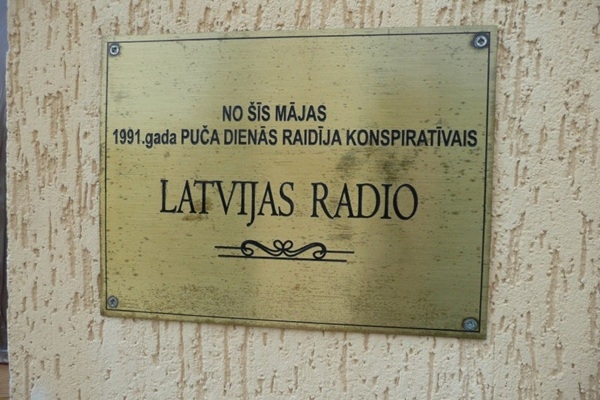 NO ŠĪS MĀJAS
1991.gada PUČA DIENĀS RAIDĪJA KONSPIRATĪVAIS
LATVIJAS RADIO